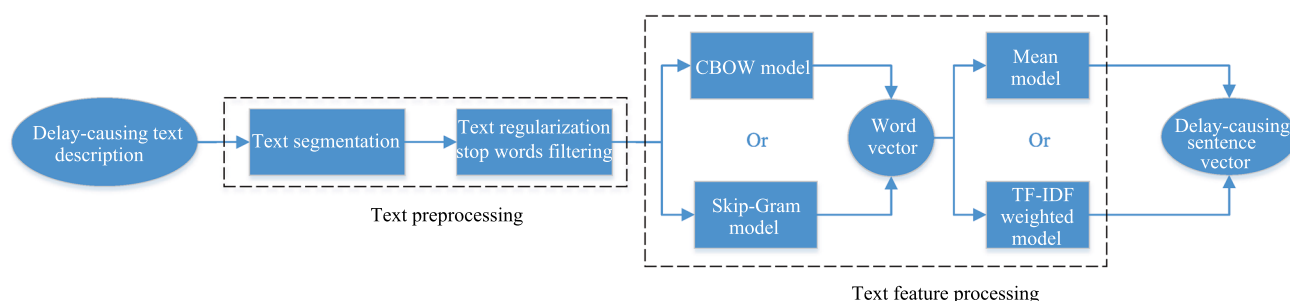 Delay-causing text
description
Text segmentation
Text regularization
stop words filtering
Text preprocessing
CBOW model
Or
Skip-Gram
model
Word
vector
Mean
model
Or
TF-IDF
weighted
model
Delay-causing
sentence
vector
Text feature processing